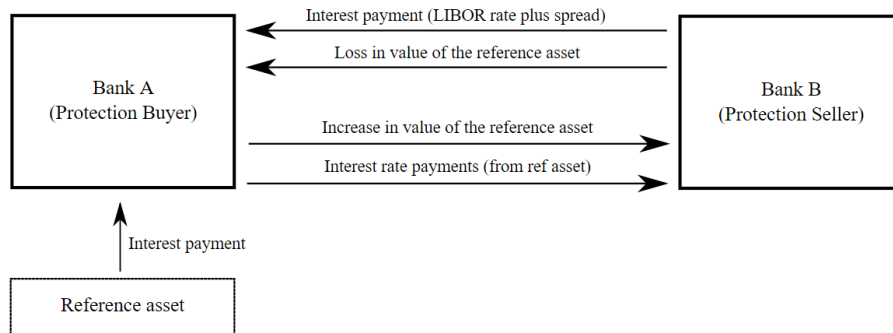 Interest payment (LIBOR rate plus spread)
Loss in value of the reference asset
Bank A
(Protection Buyer)
Bank B
(Protection Seller)
Increase in value of the reference asset
Interest rate payments (from ref asset)
Interest payment
Reference asset